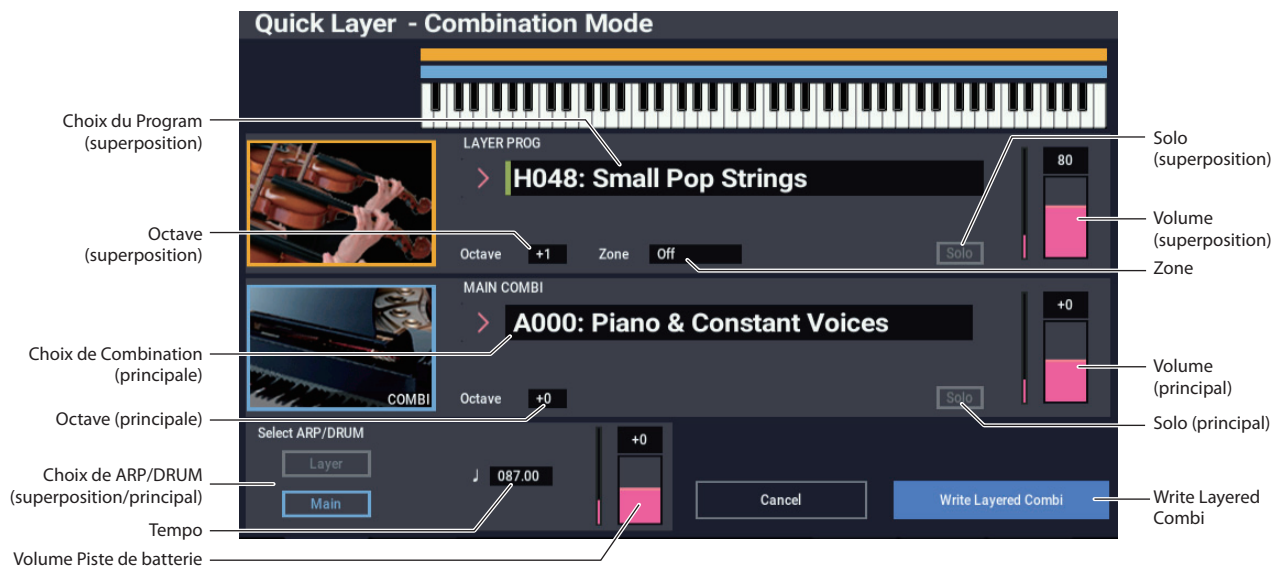 Quick Layer - Combination Mode
Choix du Program
(superposition)
LAYER PROG
H048: Small Pop Strings
80
Solo
(superposition)
Octave
(superposition)
Octave +1 Zone Off Solo
Volume
(superposition)
Zone
MAIN COMBI
A000: Piano & Constant Voices
+0
Choix de Combination
(principale)
COMBI
Octave +0 Solo
Volume
(principal)
Octave (principale)
Solo (principal)
Select ARP/DRUM
Layer
Main
♩ 087.00
+0
Cancel
Write Layered Combi
Choix de ARP/DRUM
(superposition/principal)
Tempo
Volume Piste de batterie
Write Layered
Combi